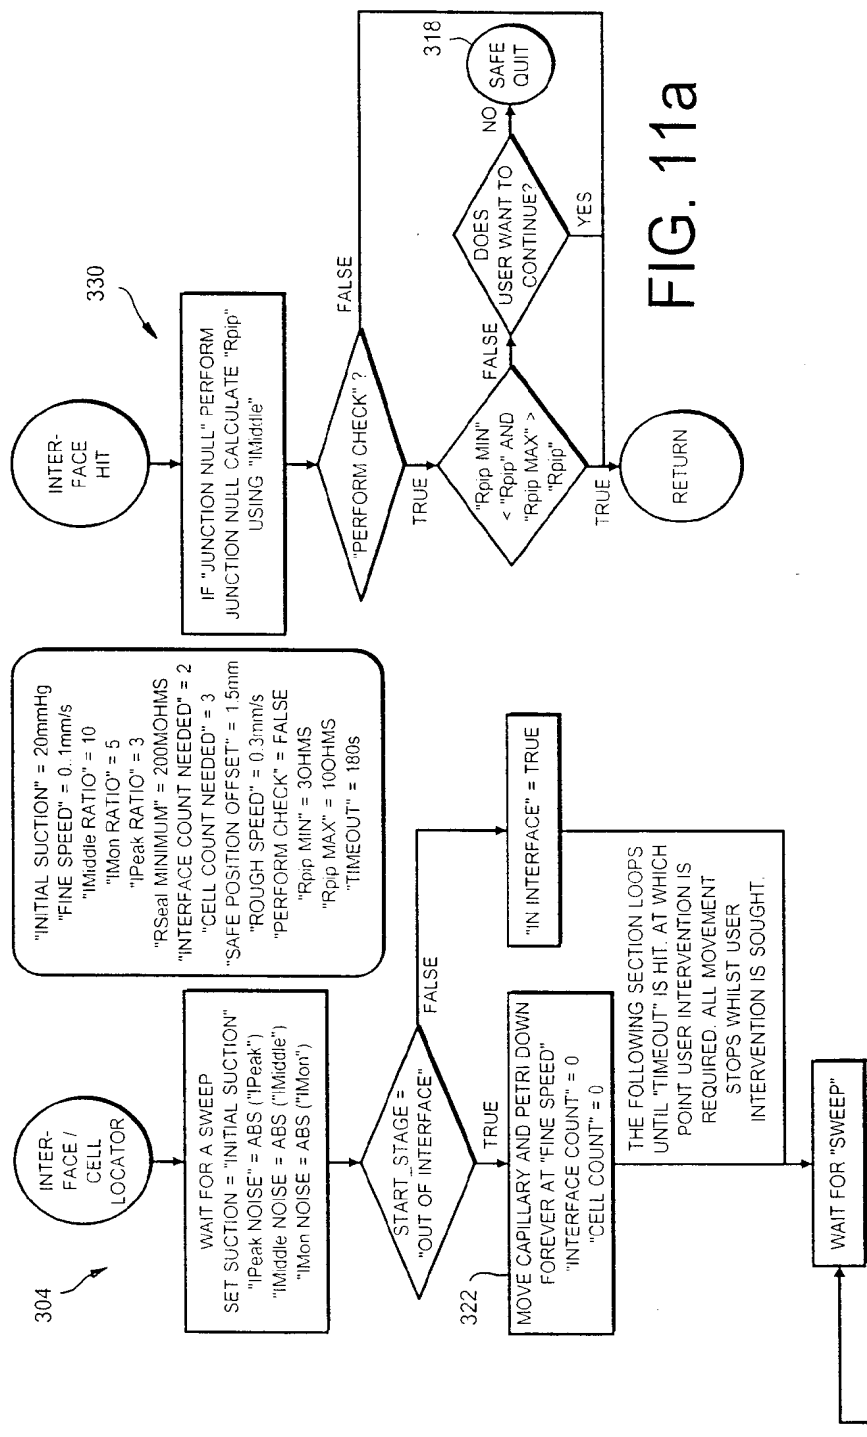 304
INTER-
FACE /
CELL
LOCATOR
WAIT FOR A SWEEP
SET SUCTION = "INITIAL SUCTION"
"IPeak NOISE" = ABS ("IPeak")
"IMiddle NOISE = ABS ("IMiddle")
"IMon NOISE = ABS ("IMon")
START_STAGE =
"OUT OF INTERFACE"
FALSE
TRUE
322
MOVE CAPILLARY AND PETRI DOWN
FOREVER AT "FINE SPEED"
"INTERFACE COUNT" = 0
"CELL COUNT" = 0
"IN INTERFACE" = TRUE
THE FOLLOWING SECTION LOOPS
UNTIL "TIMEOUT" IS HIT. AT WHICH
POINT USER INTERVENTION IS
REQUIRED. ALL MOVEMENT
STOPS WHILST USER
INTERVENTION IS SOUGHT.
WAIT FOR "SWEEP"
"INITIAL SUCTION" = 20mmHg
"FINE SPEED" = 0.1mm/s
"IMiddle RATIO" = 10
"IMon RATIO" = 5
"IPeak RATIO" = 3
"RSeal MINIMUM" = 200MOHMS
"INTERFACE COUNT NEEDED" = 2
"CELL COUNT NEEDED" = 3
"SAFE POSITION OFFSET" = 1.5mm
"ROUGH SPEED" = 0.3mm/s
"PERFORM CHECK" = FALSE
"Rpip MIN" = 3OHMS
"Rpip MAX" = 10OHMS
"TIMEOUT" = 180s
330
INTER-
FACE
HIT
IF "JUNCTION NULL" PERFORM
JUNCTION NULL CALCULATE "Rpip"
USING "IMiddle"
"PERFORM CHECK" ?
FALSE
TRUE
"Rpip MIN"
< "Rpip" AND
"Rpip MAX" >
"Rpip"
FALSE
TRUE
DOES
USER WANT TO
CONTINUE?
NO
YES
318
SAFE
QUIT
RETURN
FIG. 11a